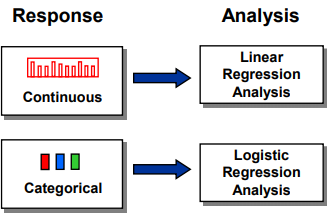 Response
Analysis
Continuous
Linear
Regression
Analysis
Categorical
Logistic
Regression
Analysis